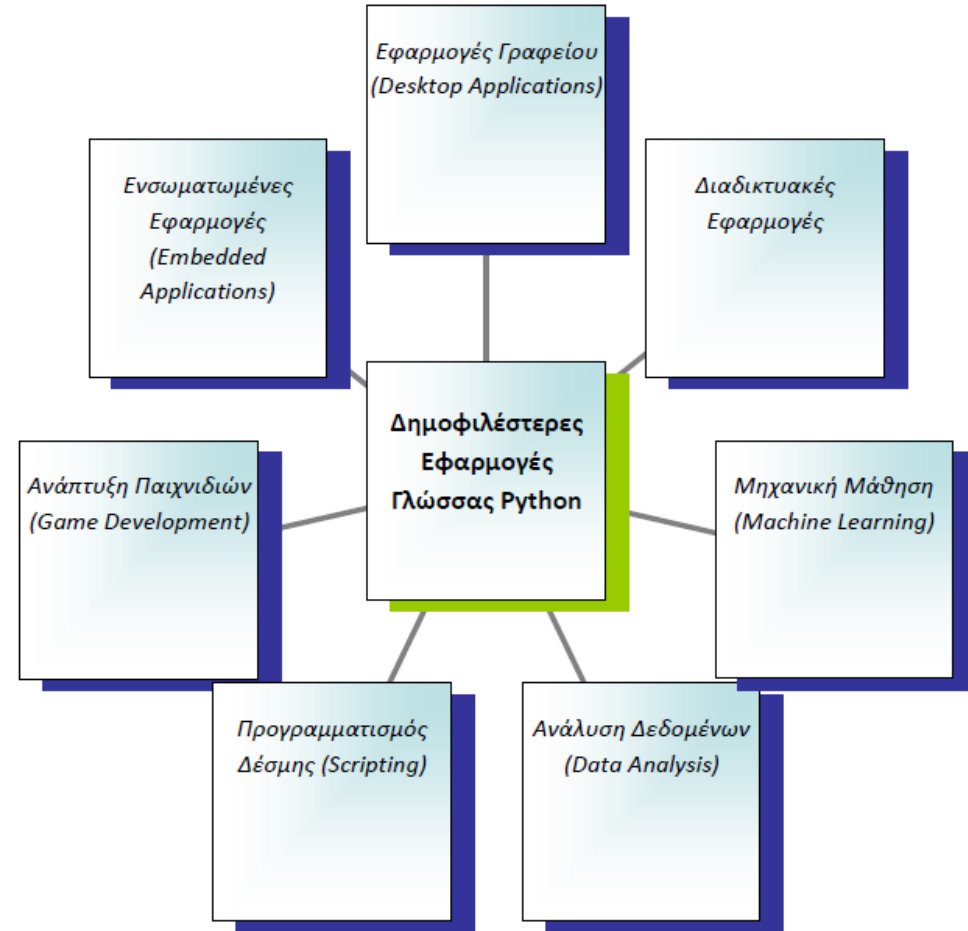 Εφαρμογές Γραφείου
(Desktop Applications)
Ενσωματωμένες
Εφαρμογές
(Embedded
Applications)
Διαδικτυακές
Εφαρμογές
Δημοφιλέστερες
Εφαρμογές
Γλώσσας Python
Ανάπτυξη Παιχνιδιών
(Game Development)
Μηχανική Μάθηση
(Machine Learning)
Προγραμματισμός
Δέσμης (Scripting)
Ανάλυση Δεδομένων
(Data Analysis)